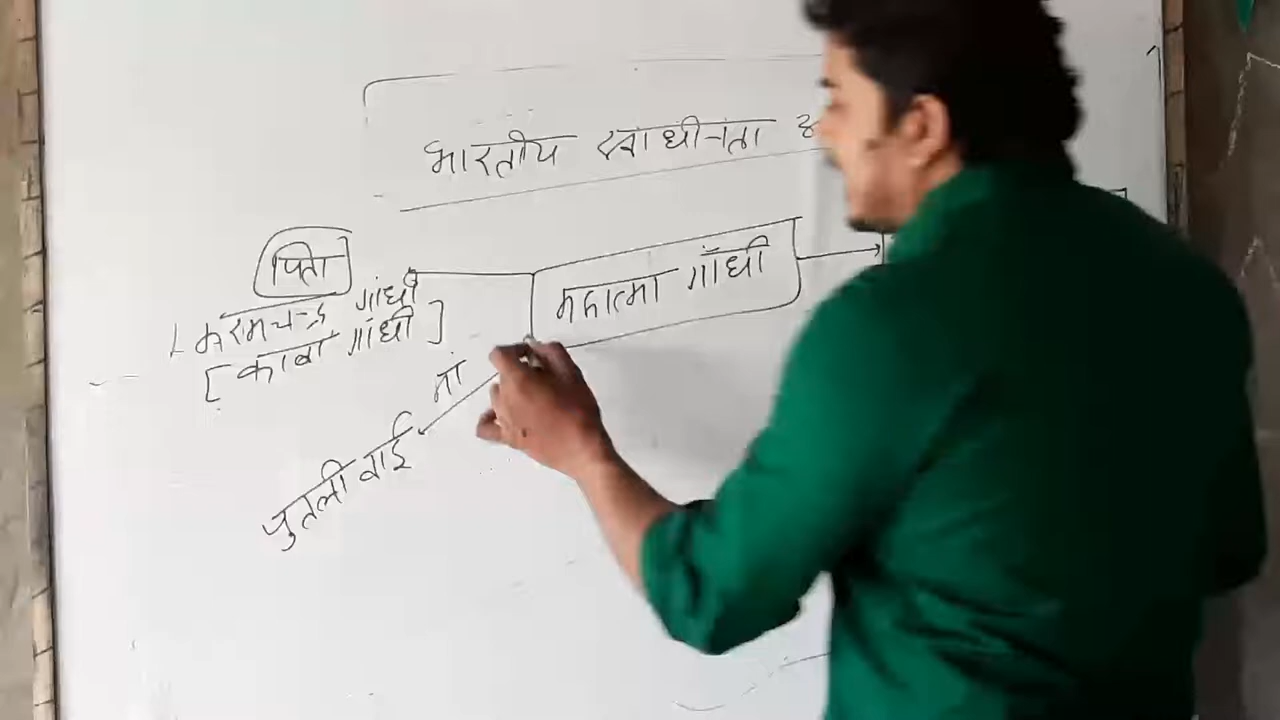 भारतीय स्वाधीनता
पिता
करमचन्द्र गांधी
[काबा गांधी]
महात्मा गाँधी
मां
पुतली बाई